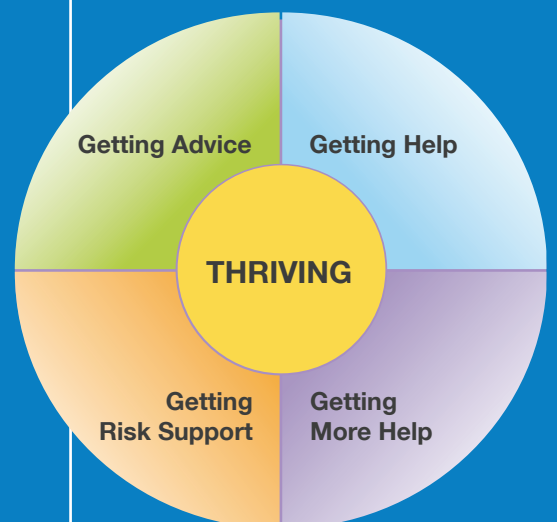 Getting Advice
Getting Help
THRIVING
Getting
Risk Support
Getting
More Help